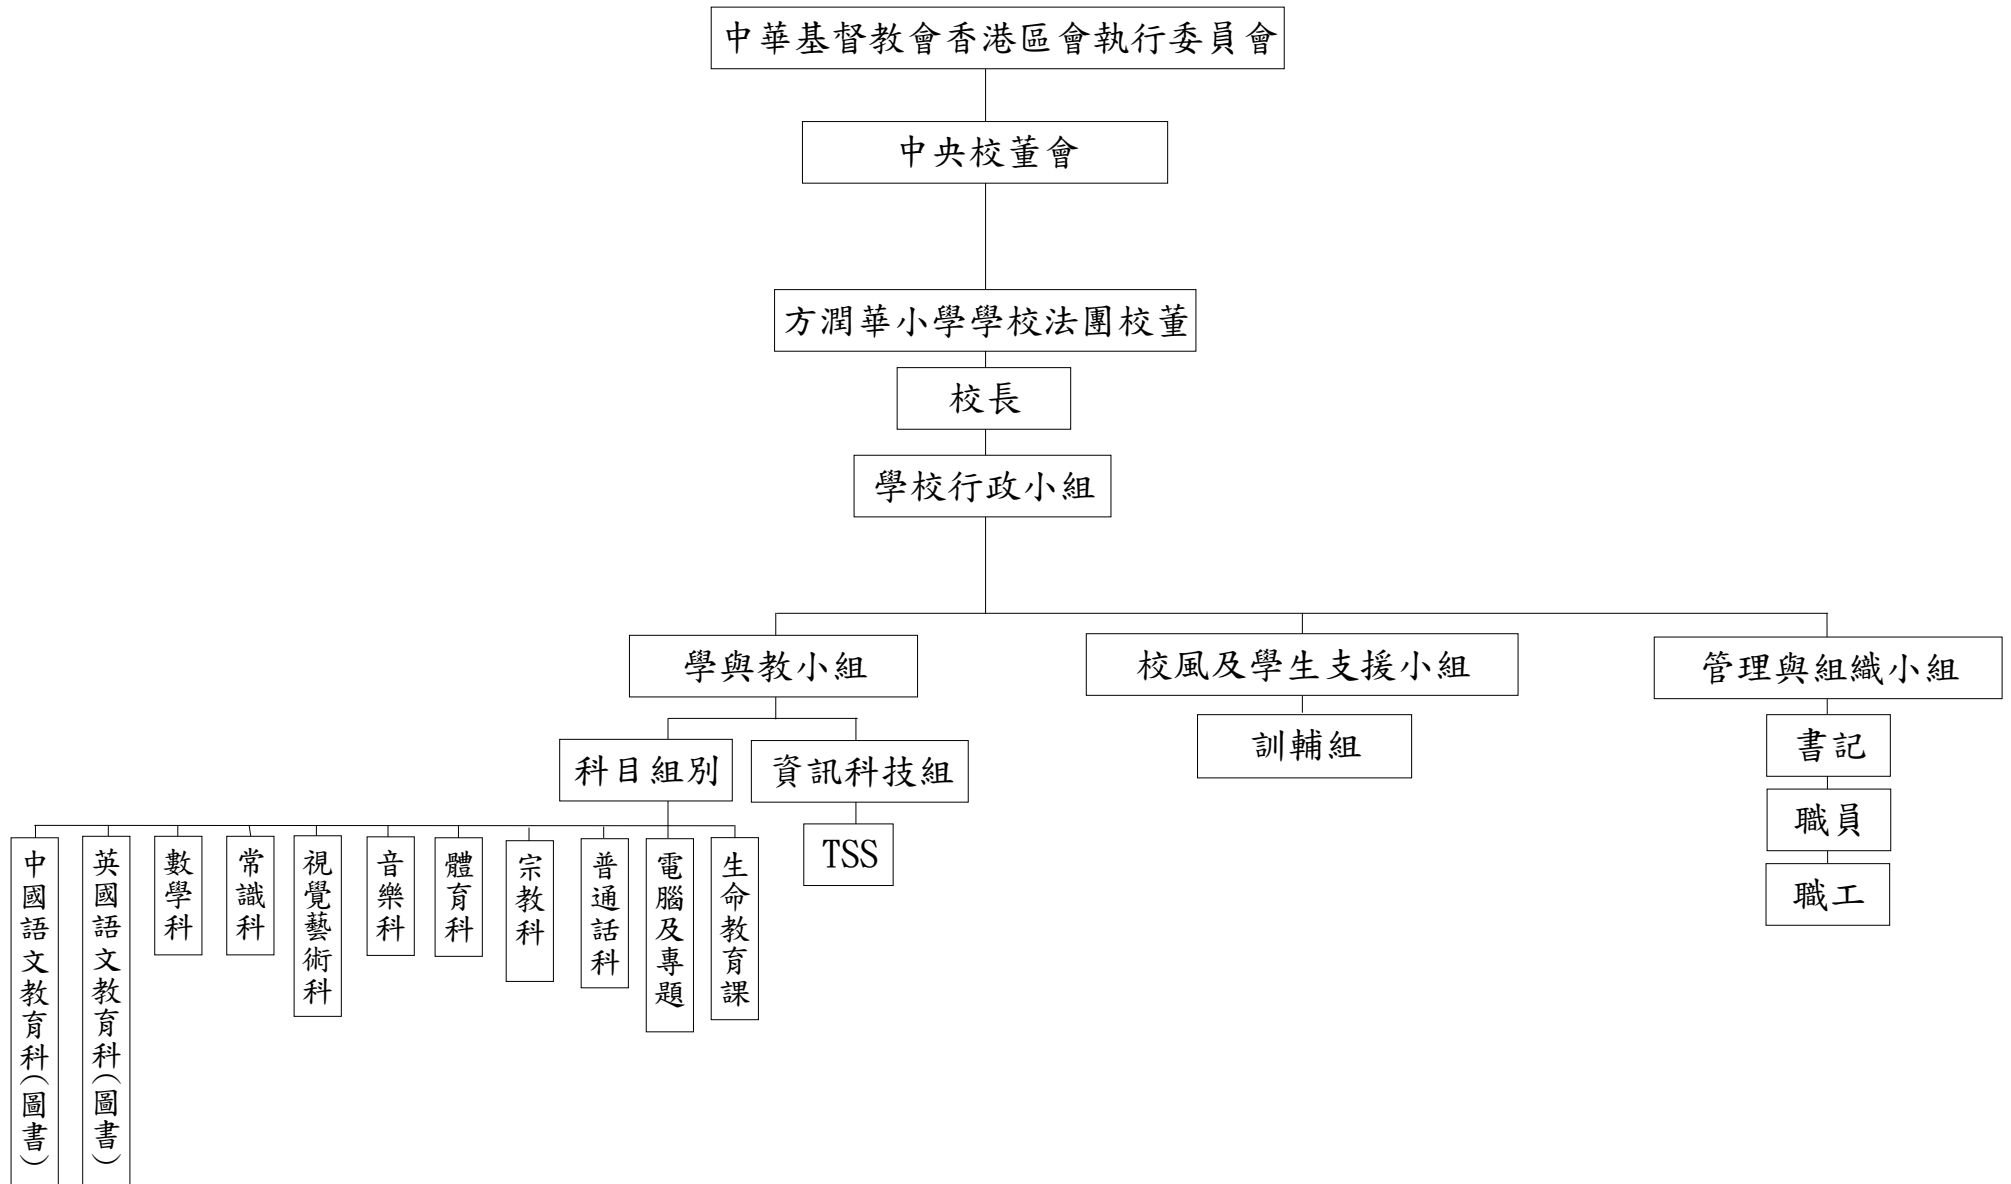 中華基督教會香港區會執行委員會
中央校董會
方潤華小學學校法團校董
校長
學校行政小組
學與教小組
校風及學生支援小組
管理與組織小組
科目組別
資訊科技組
訓輔組
書記
職員
職工
TSS
中國語文教育科(圖書)
英國語文教育科(圖書)
數學科
常識科
視覺藝術科
音樂科
體育科
宗教科
普通話科
電腦及專題
生命教育課